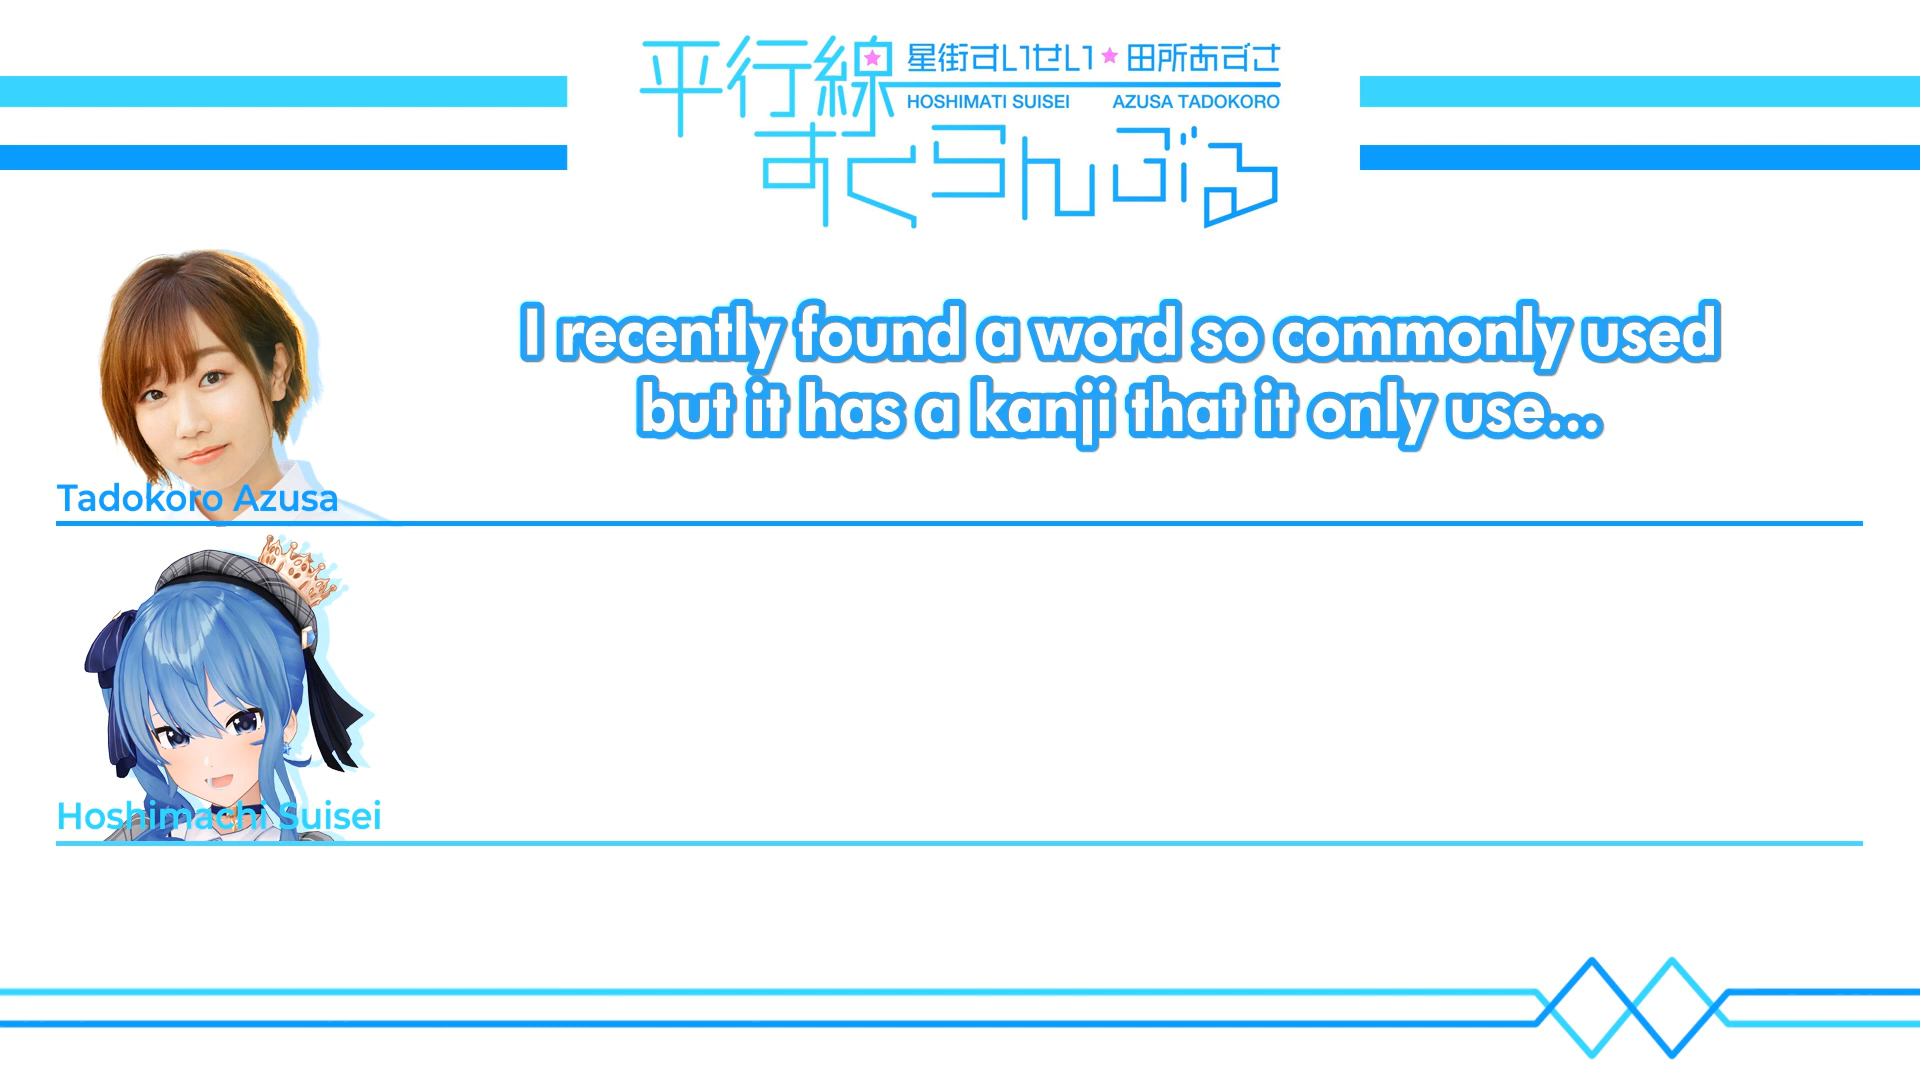 平行線
星街すいせい★田所あずさ
HOSHIMATI SUISEI AZUSA TADOKORO
すくらんぶる
I recently found a word so commonly used
but it has a kanji that it only use...
Tadokoro Azusa
Hoshimachi Suisei